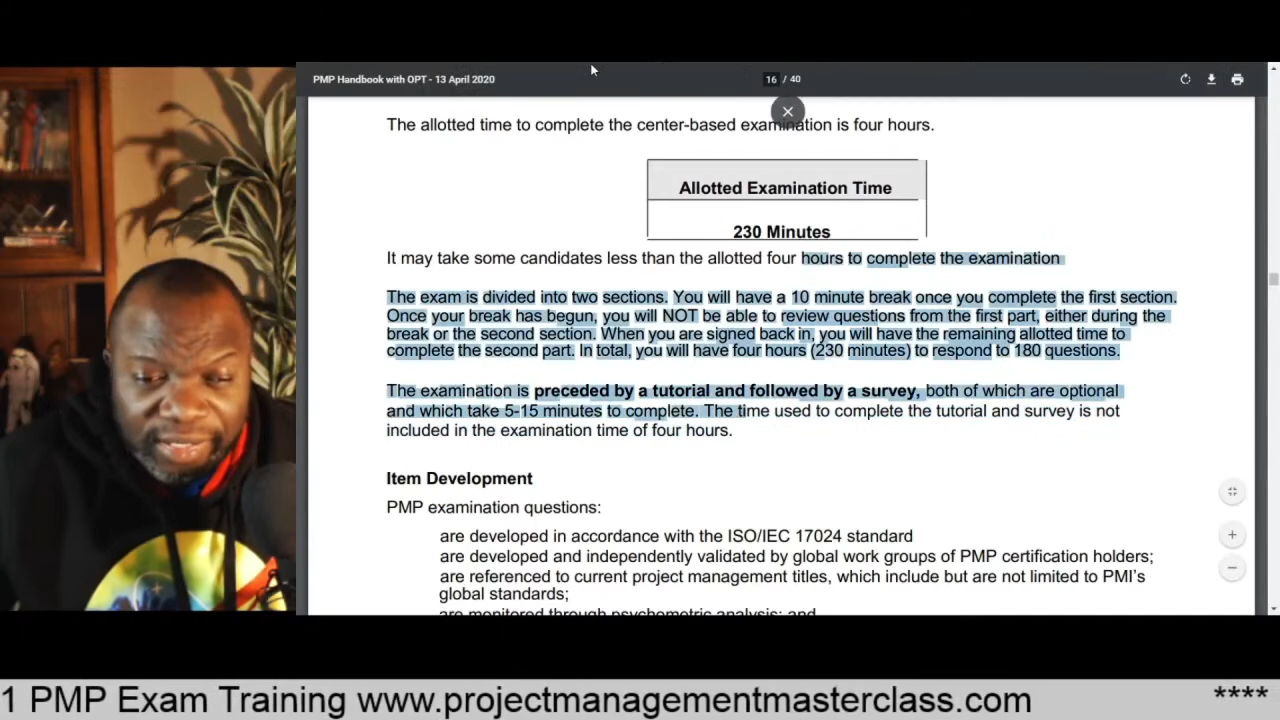 PMP Handbook with OPT - 13 April 2020
16 / 40
The allotted time to complete the center-based examination is four hours.
Allotted Examination Time
230 Minutes
It may take some candidates less than the allotted four hours to complete the examination
The exam is divided into two sections. You will have a 10 minute break once you complete the first section.
Once your break has begun, you will NOT be able to review questions from the first part, either during the
break or the second section. When you are signed back in, you will have the remaining allotted time to
complete the second part. In total, you will have four hours (230 minutes) to respond to 180 questions.
The examination is preceded by a tutorial and followed by a survey, both of which are optional
and which take 5-15 minutes to complete. The time used to complete the tutorial and survey is not
included in the examination time of four hours.
Item Development
PMP examination questions:
are developed in accordance with the ISO/IEC 17024 standard
are developed and independently validated by global work groups of PMP certification holders;
are referenced to current project management titles, which include but are not limited to PMI's
global standards;
are monitored through psychometric analysis; and
1 PMP Exam Training www.projectmanagementmasterclass.com ****